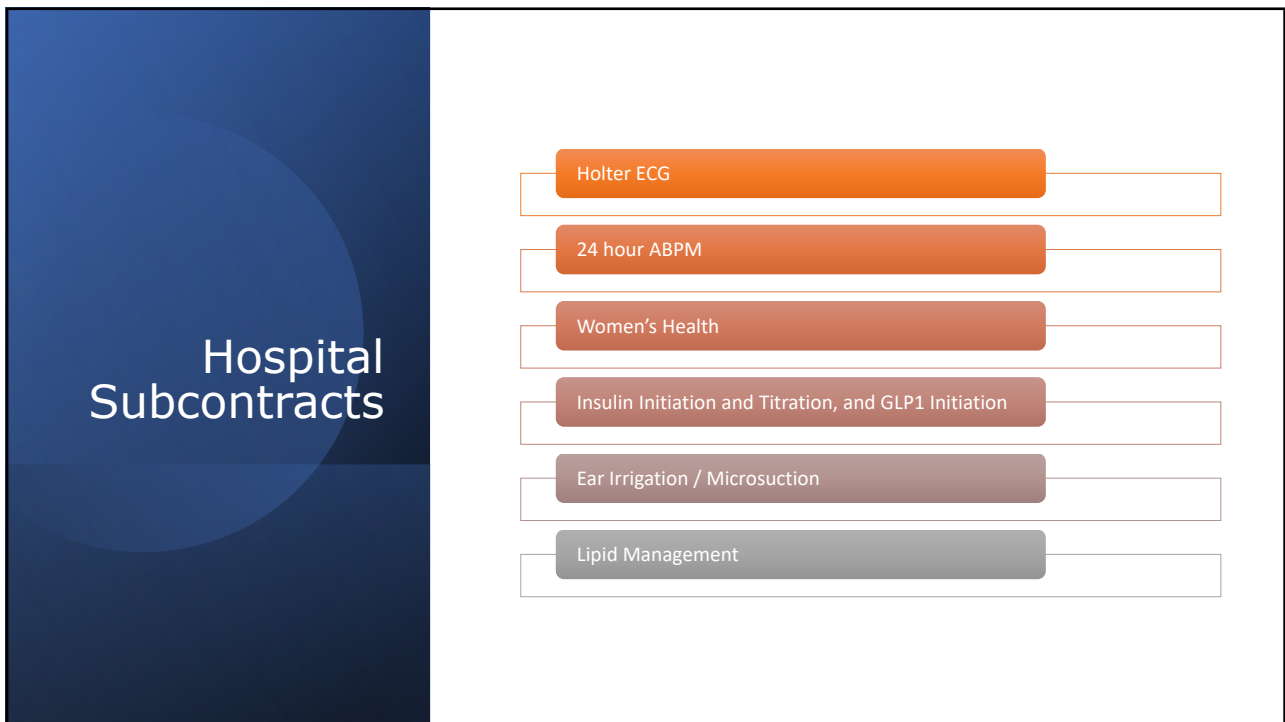 Hospital
Subcontracts
Holter ECG
24 hour ABPM
Women’s Health
Insulin Initiation and Titration, and GLP1 Initiation
Ear Irrigation / Microsuction
Lipid Management